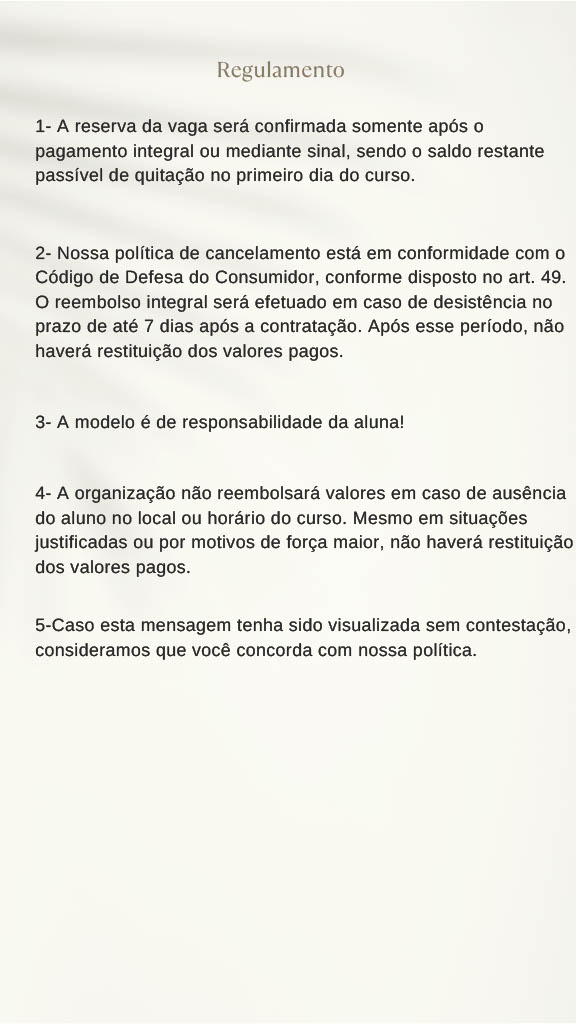 Regulamento
1- A reserva da vaga será confirmada somente após o
pagamento integral ou mediante sinal, sendo o saldo restante
passível de quitação no primeiro dia do curso.
2- Nossa política de cancelamento está em conformidade com o
Código de Defesa do Consumidor, conforme disposto no art. 49.
O reembolso integral será efetuado em caso de desistência no
prazo de até 7 dias após a contratação. Após esse período, não
haverá restituição dos valores pagos.
3- A modelo é de responsabilidade da aluna!
4- A organização não reembolsará valores em caso de ausência
do aluno no local ou horário do curso. Mesmo em situações
justificadas ou por motivos de força maior, não haverá restituição
dos valores pagos.
5-Caso esta mensagem tenha sido visualizada sem contestação,
consideramos que você concorda com nossa política.